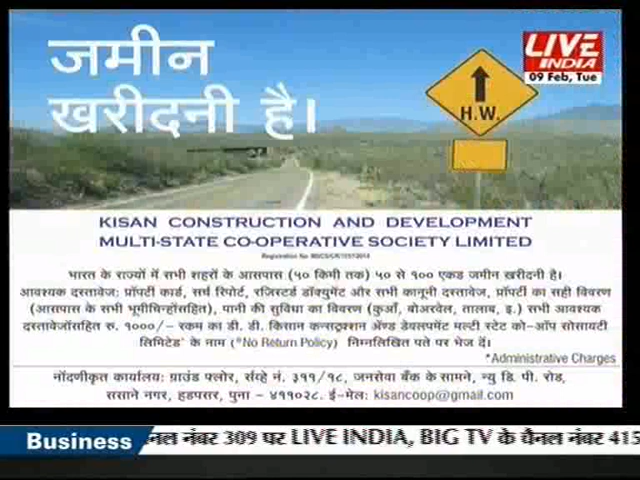 जमीन
खरीदनी है।
LIVE
INDIA
09 Feb, Tue
H.W.
KISAN CONSTRUCTION AND DEVELOPMENT
MULTI-STATE CO-OPERATIVE SOCIETY LIMITED
Registration No.
भारत के राज्यों में सभी शहरों के आसपास (५० किमी तक) ५० से १०० एकड जमीन खरीदनी है।
आवश्यक दस्तावेज: प्रॉपर्टी कार्ड, सर्च रिपोर्ट, रजिस्टर्ड डॉक्युमेंट और सभी कानूनी दस्तावेज, प्रॉपर्टी का सही विवरण
(आसपास के सभी भूमीचिन्होंसहित), पानी की सुविधा का विवरण (कुआँ, बोअरवेल, तालाब, इ.) सभी आवश्यक
दस्तावेजोंसहित रु. १०००/– रकम का डी. डी. किसान कन्सट्रक्शन अ‍ॅण्ड डेवलपमेंट मल्टी स्टेट को-ऑप सोसायटी
लिमिटेड' के नाम (*No Return Policy) निम्नलिखित पते पर भेज दें।
*Administrative Charges
नोंदणीकृत कार्यालय: ग्राउंड फ्लोर, सर्व्हे नं. ३११/१८, जनसेवा बँक के सामने, न्यु डि. पी. रोड,
ससाने नगर, हडपसर, पुना – ४११०२८. ई-मेल: kisancoop@gmail.com
Business
नल नंबर 309 पर LIVE INDIA, BIG TV के चैनल नंबर 415